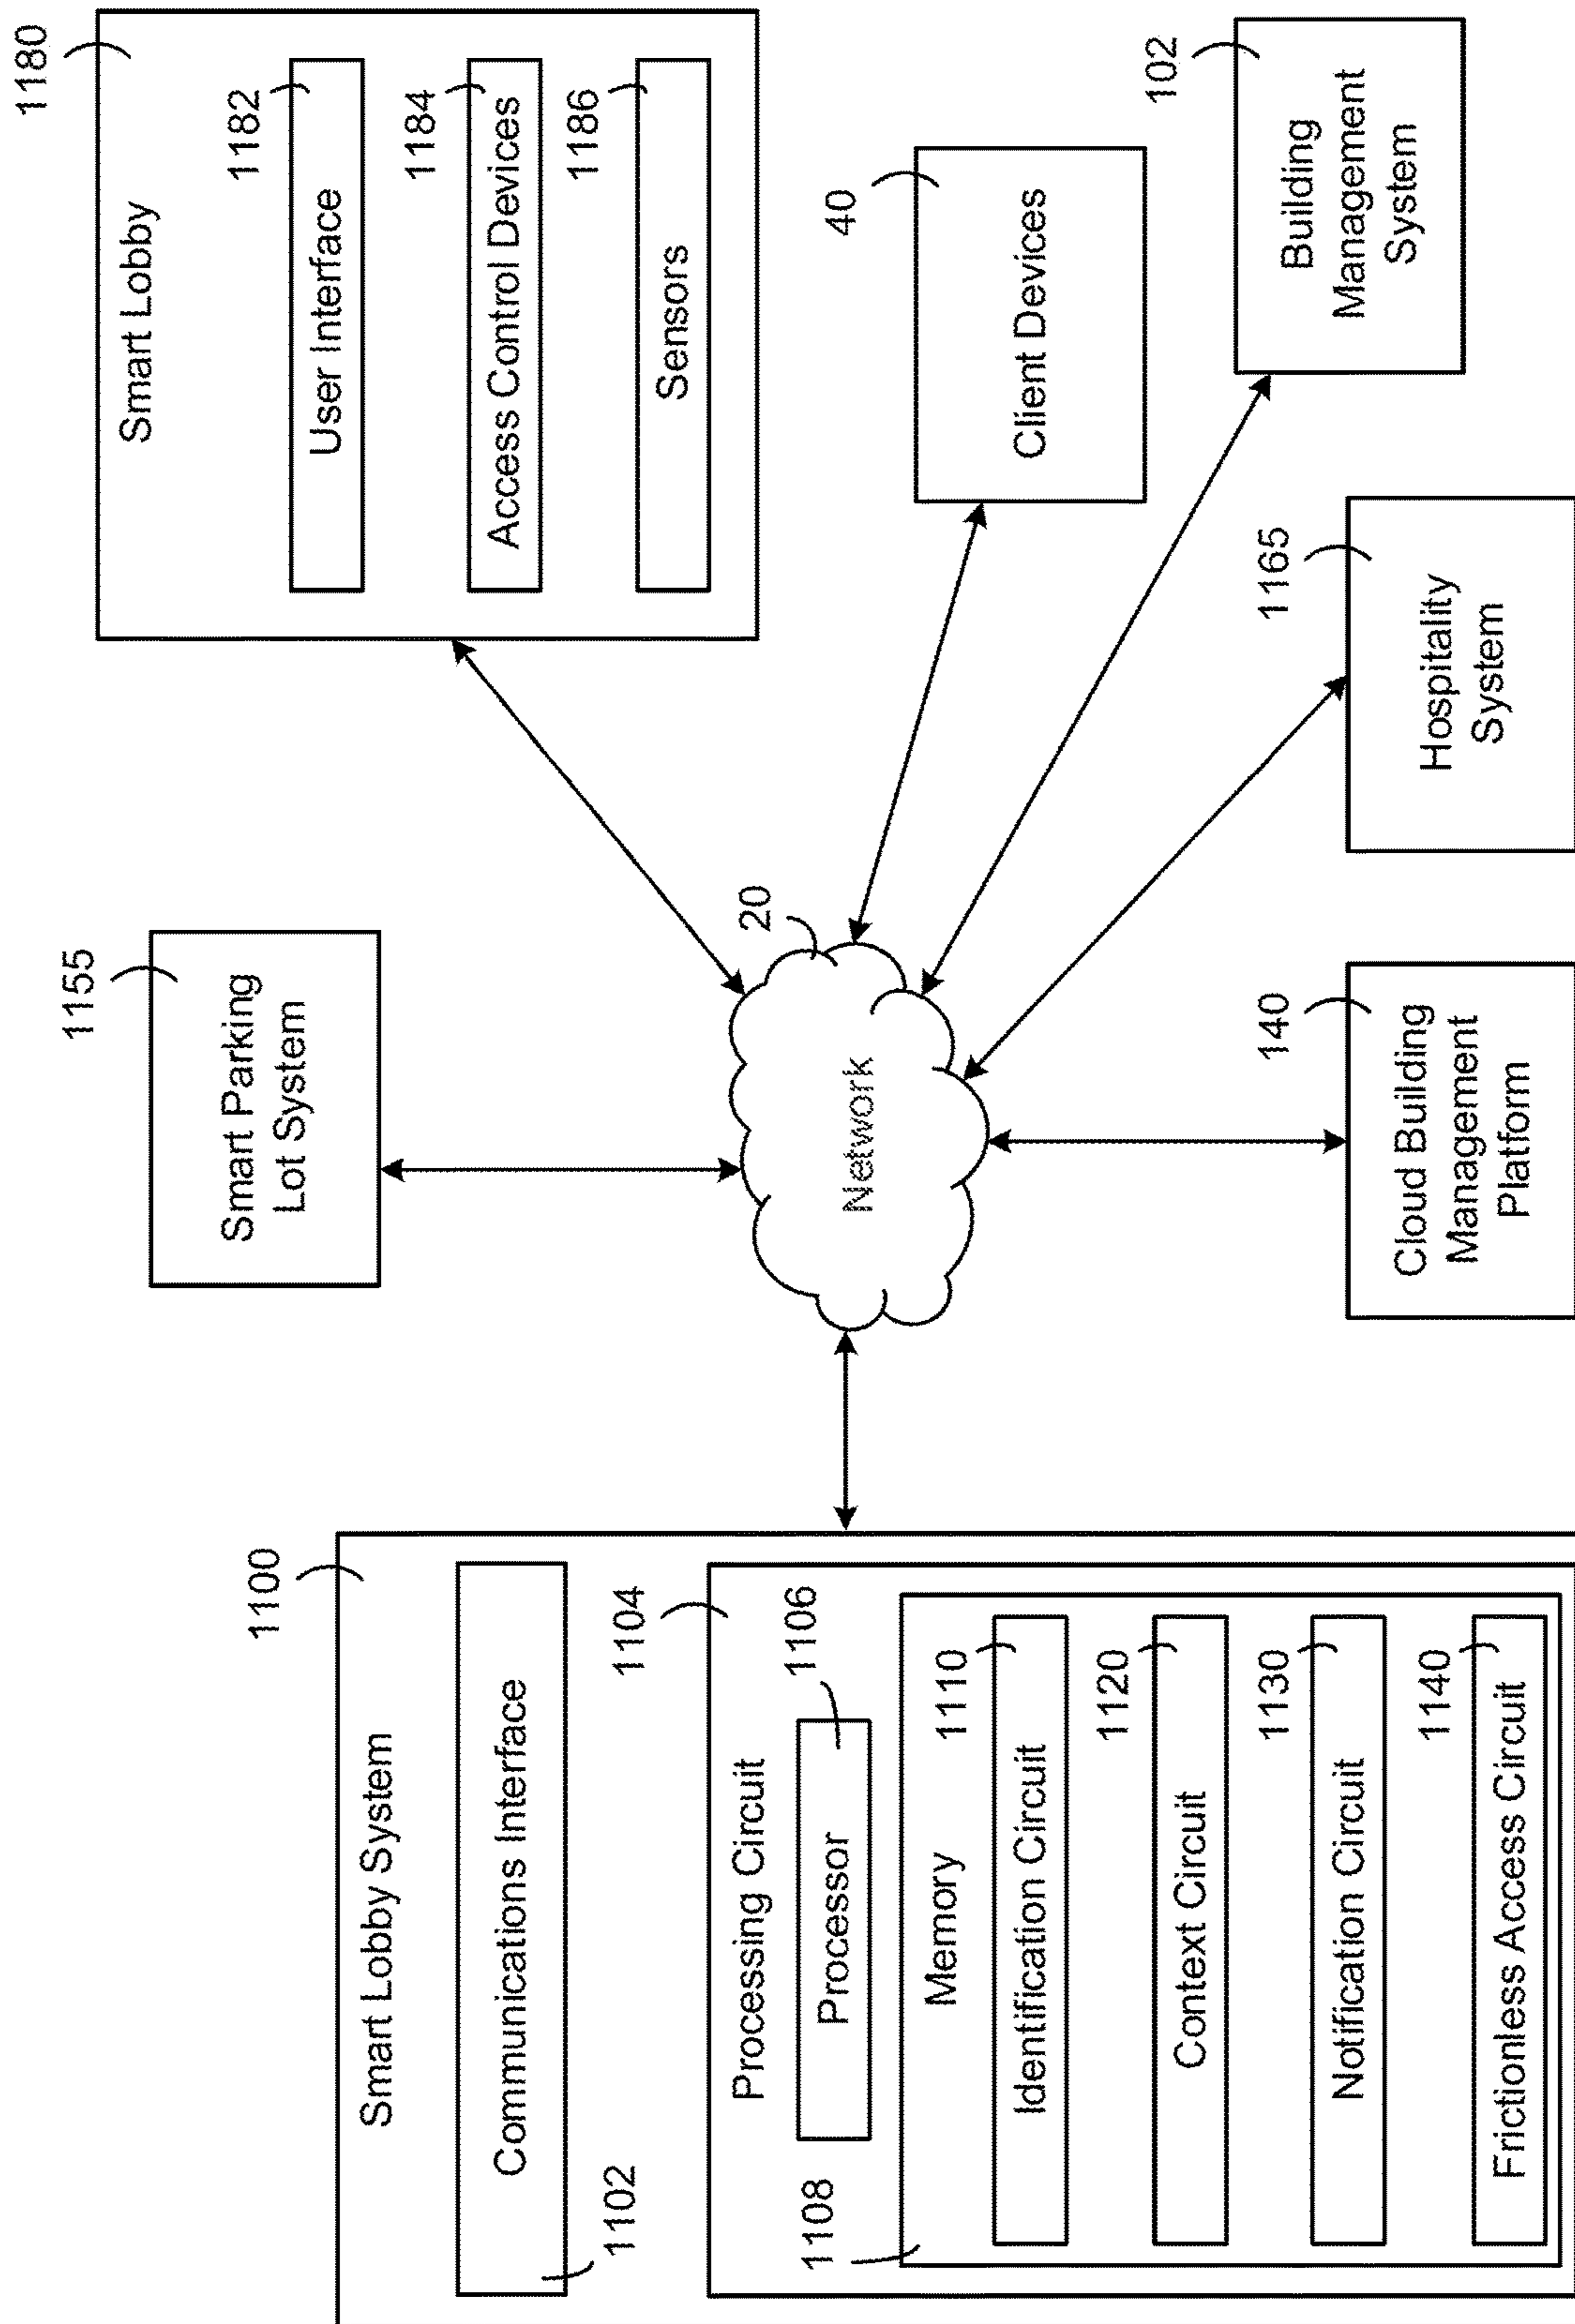 1100
Smart Lobby System
Communications Interface
1102
1104
Processing Circuit
1106
Processor
1108
Memory
1110
Identification Circuit
1120
Context Circuit
1130
Notification Circuit
1140
Frictionless Access Circuit
1155
Smart Parking
Lot System
20
Network
140
Cloud Building
Management
Platform
1180
Smart Lobby
1182
User Interface
1184
Access Control Devices
1186
Sensors
40
Client Devices
102
Building
Management
System
1165
Hospitality
System